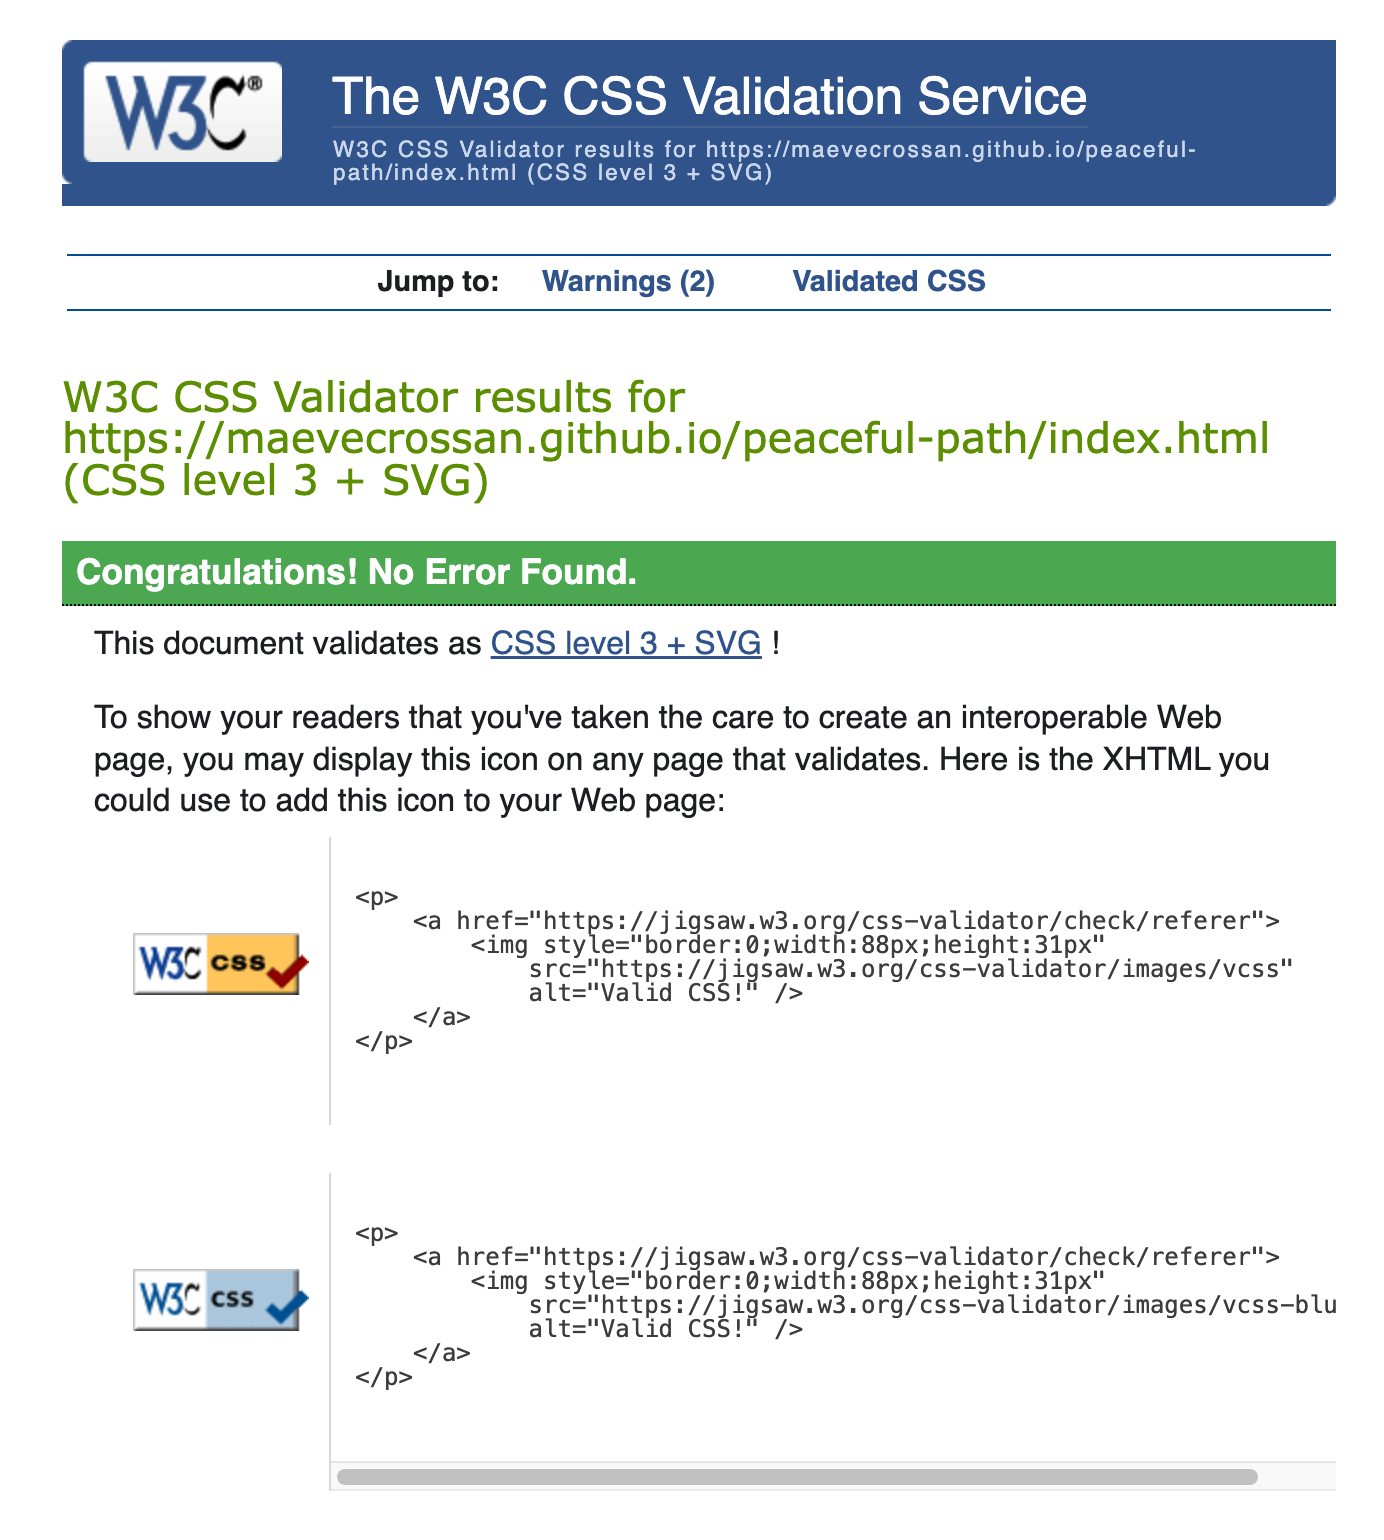 W3C®
The W3C CSS Validation Service
W3C CSS Validator results for https://maevecrossan.github.io/peaceful-
path/index.html (CSS level 3 + SVG)
Jump to: Warnings (2) Validated CSS
W3C CSS Validator results for
https://maevecrossan.github.io/peaceful-path/index.html
(CSS level 3 + SVG)
Congratulations! No Error Found.
This document validates as CSS level 3 + SVG !
To show your readers that you've taken the care to create an interoperable Web
page, you may display this icon on any page that validates. Here is the XHTML you
could use to add this icon to your Web page:
W3C css
<p>
    <a href="https://jigsaw.w3.org/css-validator/check/referer">
        <img style="border:0;width:88px;height:31px"
            src="https://jigsaw.w3.org/css-validator/images/vcss"
            alt="Valid CSS!" />
    </a>
</p>
W3C css
<p>
    <a href="https://jigsaw.w3.org/css-validator/check/referer">
        <img style="border:0;width:88px;height:31px"
            src="https://jigsaw.w3.org/css-validator/images/vcss-blu
            alt="Valid CSS!" />
    </a>
</p>